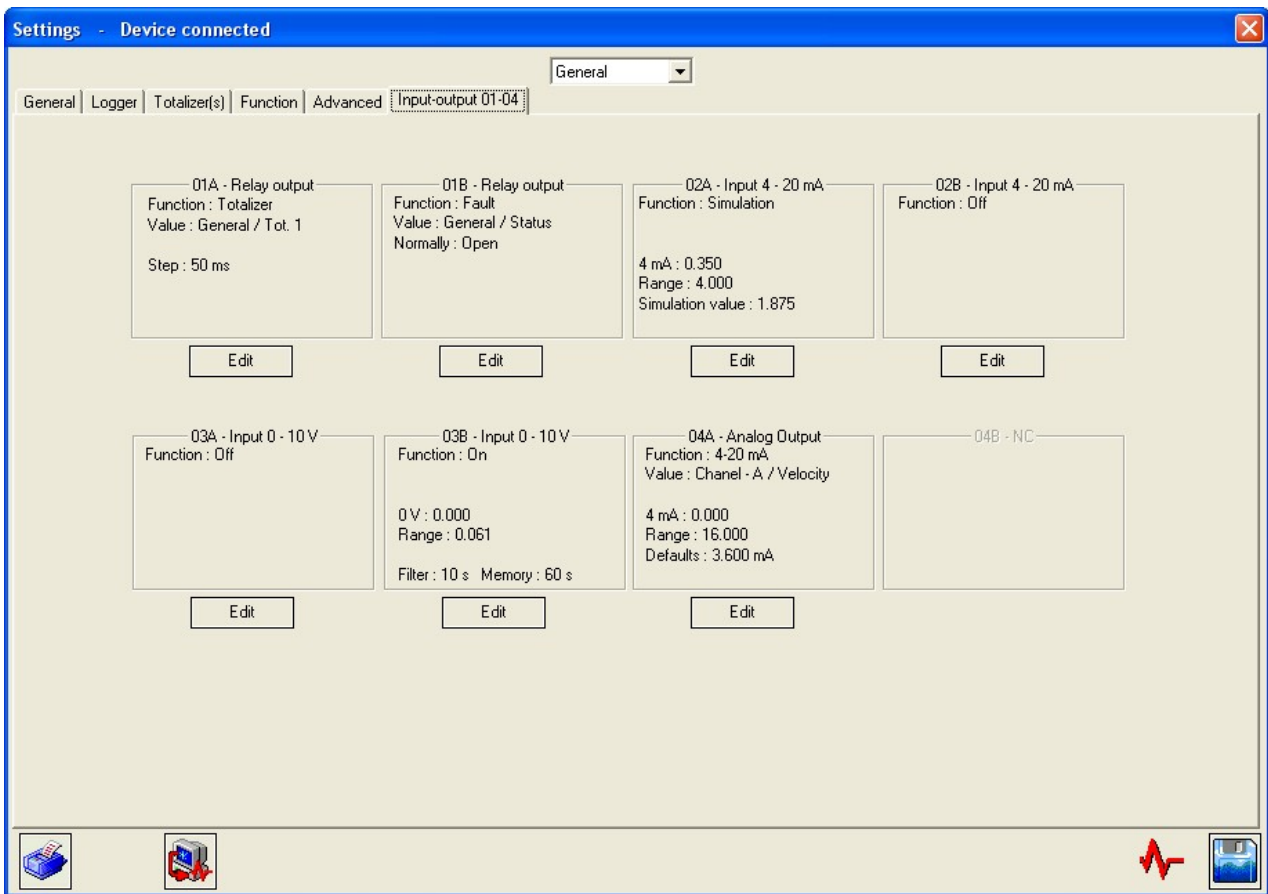 Settings - Device connected
General
General
Logger
Totalizer(s)
Function
Advanced
Input-output 01-04
01A - Relay output
Function : Totalizer
Value : General / Tot. 1
Step : 50 ms
Edit
01B - Relay output
Function : Fault
Value : General / Status
Normally : Open
Edit
02A - Input 4 - 20 mA
Function : Simulation
4 mA : 0.350
Range : 4.000
Simulation value : 1.875
Edit
02B - Input 4 - 20 mA
Function : Off
Edit
03A - Input 0 - 10 V
Function : Off
Edit
03B - Input 0 - 10 V
Function : On
0 V : 0.000
Range : 0.061
Filter : 10 s Memory : 60 s
Edit
04A - Analog Output
Function : 4-20 mA
Value : Chanel - A / Velocity
4 mA : 0.000
Range : 16.000
Defaults : 3.600 mA
Edit
04B - NC